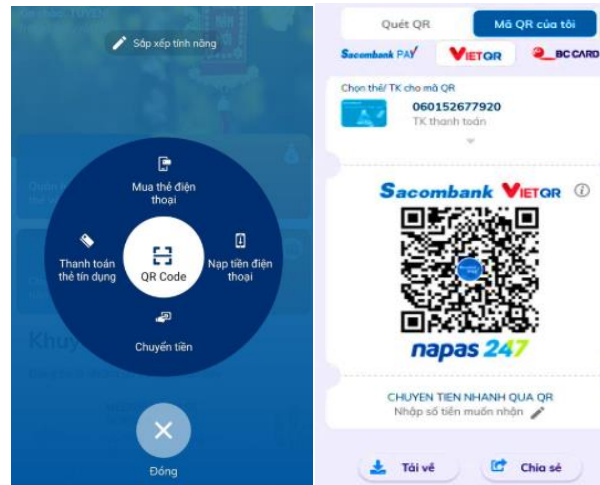 Sắp xếp tính năng
Mua thẻ điện
thoại
Thanh toán
thẻ tín dụng
QR Code
Nạp tiền điện
thoại
Chuyển tiền
Khuy
Đóng
Quét QR
Mã QR của tôi
Sacombank PAY
VIETQR
BC CARD
Chọn thẻ/ TK cho mã QR
060152677920
TK thanh toán
Sacombank VIETQR
napas 247
CHUYEN TIEN NHANH QUA QR
Nhập số tiền muốn nhận
Tải về
Chia sẻ